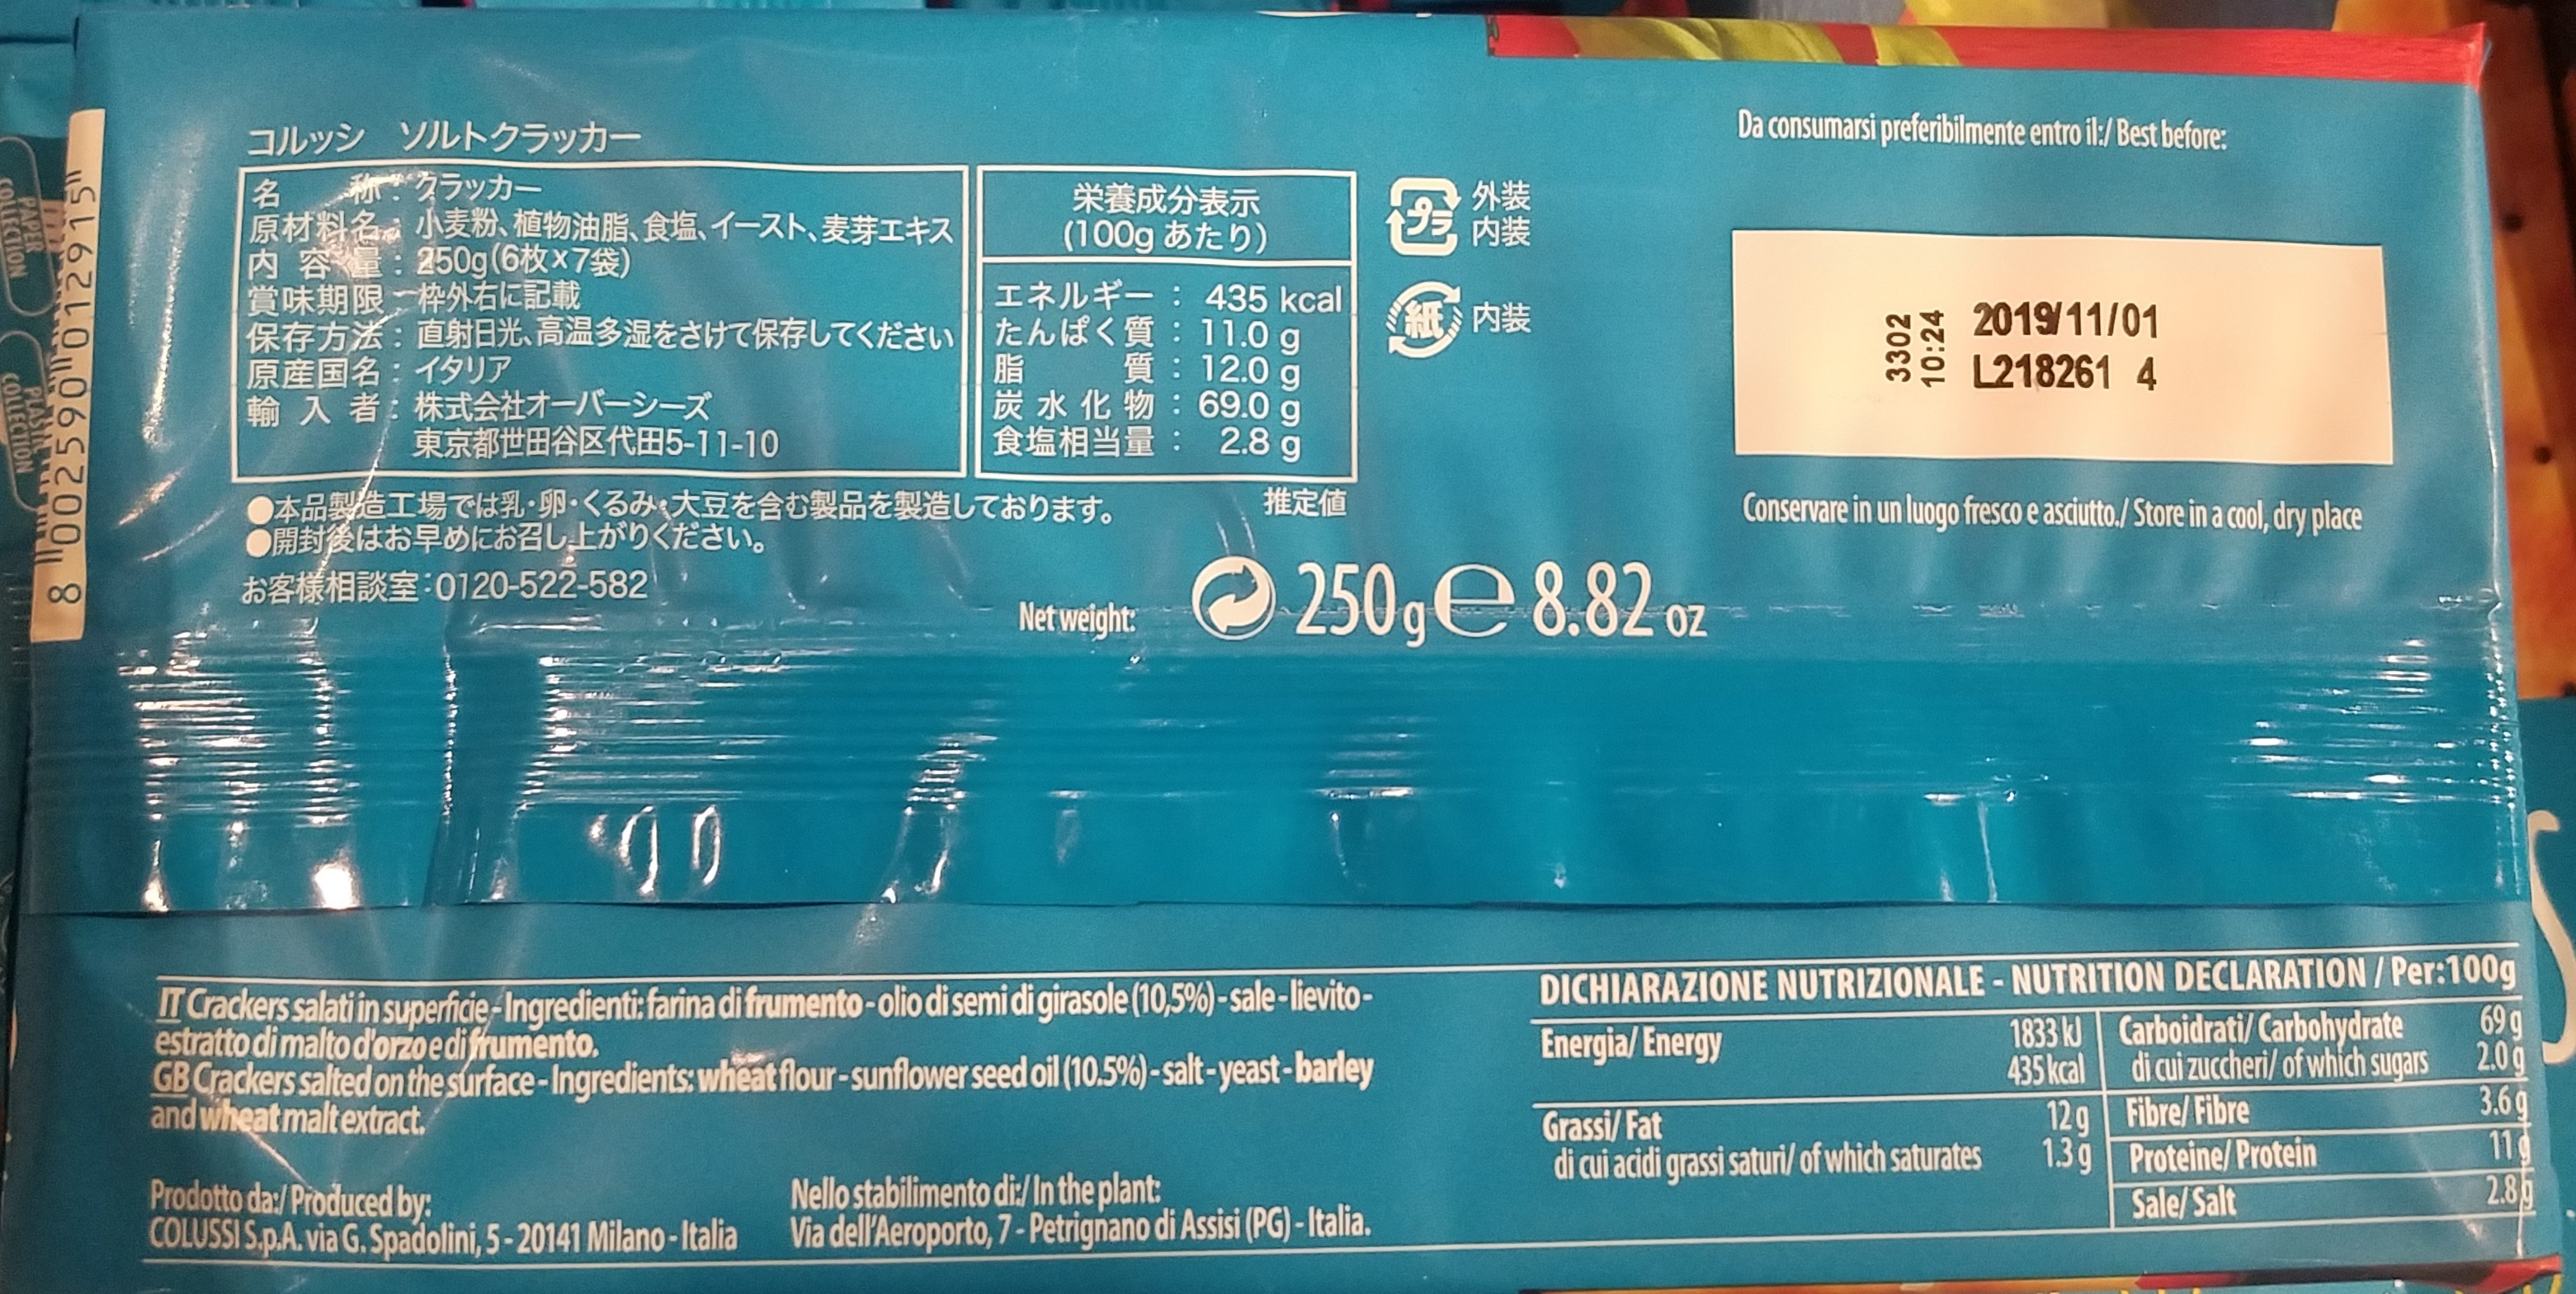 コルッシ ソルトクラッカー
名 称：クラッカー
原材料名：小麦粉、植物油脂、食塩、イースト、麦芽エキス
内 容 量：250g(6枚×7袋)
賞味期限：枠外右に記載
保存方法：直射日光、高温多湿をさけて保存してください
原産国名：イタリア
輸 入 者：株式会社オーバーシーズ
東京都世田谷区代田5-11-10
栄養成分表示
(100gあたり)
エネルギー：435 kcal
たんぱく質：11.0 g
脂 質：12.0 g
炭 水 化 物：69.0 g
食塩相当量：2.8 g
推定値
プラ 外装
内装
紙 内装
●本品製造工場では乳・卵・くるみ・大豆を含む製品を製造しております。
●開封後はお早めにお召し上がりください。
お客様相談室：0120-522-582
Da consumarsi preferibilmente entro il:/ Best before:
3302
10:24
2019/11/01
L218261 4
Conservare in un luogo fresco e asciutto./ Store in a cool, dry place
Net weight: 250 g e 8.82 oz
8 002590 012915
PAPER
COLLECTION
COLLECTION
IT Crackers salati in superficie - Ingredienti: farina di frumento - olio di semi di girasole (10,5%) - sale - lievito -
estratto di malto d'orzo e di frumento.
GB Crackers salted on the surface - Ingredients: wheat flour - sunflower seed oil (10.5%) - salt - yeast - barley
and wheat malt extract.
Prodotto da:/ Produced by:
COLUSSI S.p.A. via G. Spadolini, 5 - 20141 Milano - Italia
Nello stabilimento di:/ In the plant:
Via dell'Aeroporto, 7 - Petrignano di Assisi (PG) - Italia.
DICHIARAZIONE NUTRIZIONALE - NUTRITION DECLARATION / Per:100g
Energia/ Energy 1833 kJ
435 kcal
Grassi/ Fat 12 g
di cui acidi grassi saturi/ of which saturates 1.3 g
Carboidrati/ Carbohydrate 69 g
di cui zuccheri/ of which sugars 2.0 g
Fibre/ Fibre 3.6 g
Proteine/ Protein 11 g
Sale/ Salt 2.8 g